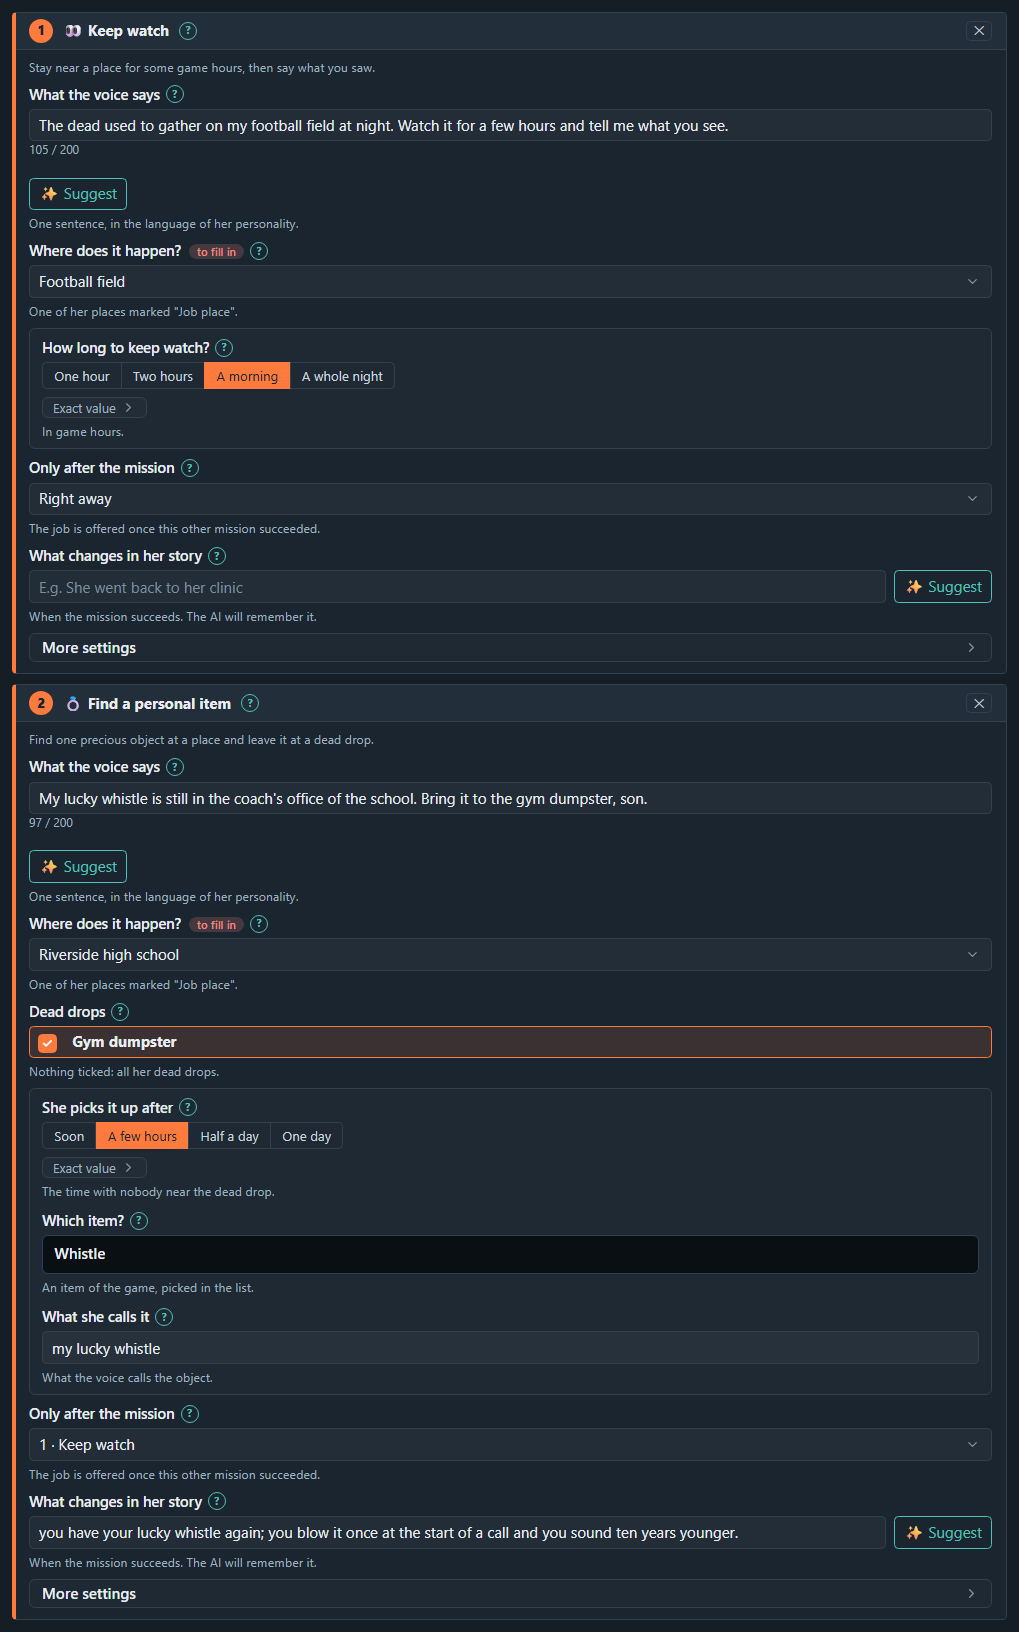 1 Keep watch ?
Stay near a place for some game hours, then say what you saw.
What the voice says ?
The dead used to gather on my football field at night. Watch it for a few hours and tell me what you see.
105 / 200
Suggest
One sentence, in the language of her personality.
Where does it happen? to fill in ?
Football field
One of her places marked "Job place".
How long to keep watch? ?
One hour Two hours A morning A whole night
Exact value
In game hours.
Only after the mission ?
Right away
The job is offered once this other mission succeeded.
What changes in her story ?
E.g. She went back to her clinic Suggest
When the mission succeeds. The AI will remember it.
More settings
2 Find a personal item ?
Find one precious object at a place and leave it at a dead drop.
What the voice says ?
My lucky whistle is still in the coach's office of the school. Bring it to the gym dumpster, son.
97 / 200
Suggest
One sentence, in the language of her personality.
Where does it happen? to fill in ?
Riverside high school
One of her places marked "Job place".
Dead drops ?
Gym dumpster
Nothing ticked: all her dead drops.
She picks it up after ?
Soon A few hours Half a day One day
Exact value
The time with nobody near the dead drop.
Which item? ?
Whistle
An item of the game, picked in the list.
What she calls it ?
my lucky whistle
What the voice calls the object.
Only after the mission ?
1 · Keep watch
The job is offered once this other mission succeeded.
What changes in her story ?
you have your lucky whistle again; you blow it once at the start of a call and you sound ten years younger. Suggest
When the mission succeeds. The AI will remember it.
More settings